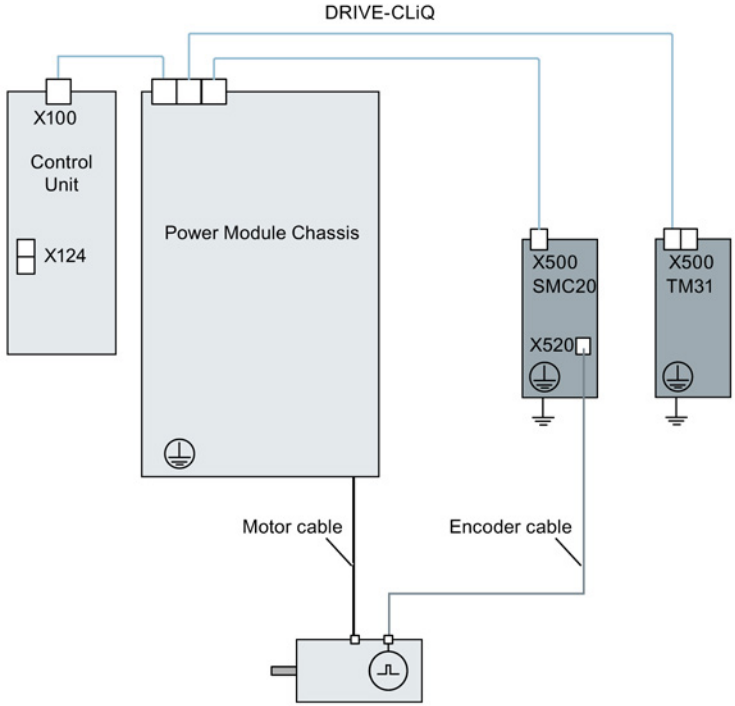 DRIVE-CLiQ
X100
Control
Unit
X124
Power Module Chassis
X500
SMC20
X520
X500
TM31
Motor cable
Encoder cable